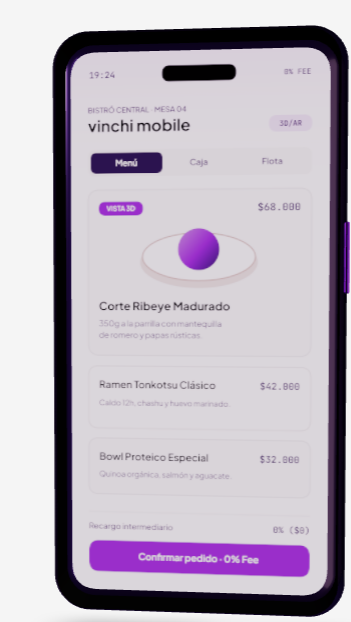 19:24
0% FEE
BISTRÓ CENTRAL · MESA 04
vinchi mobile
3D/AR
Menú
Caja
Flota
VISTA 3D
$68.000
Corte Ribeye Madurado
350g a la parrilla con mantequilla
de romero y papas rústicas.
Ramen Tonkotsu Clásico
$42.000
Caldo 12h, chashu y huevo marinado.
Bowl Proteico Especial
$32.000
Quinoa orgánica, salmón y aguacate.
Recargo intermediario
0% ($0)
Confirmar pedido · 0% Fee